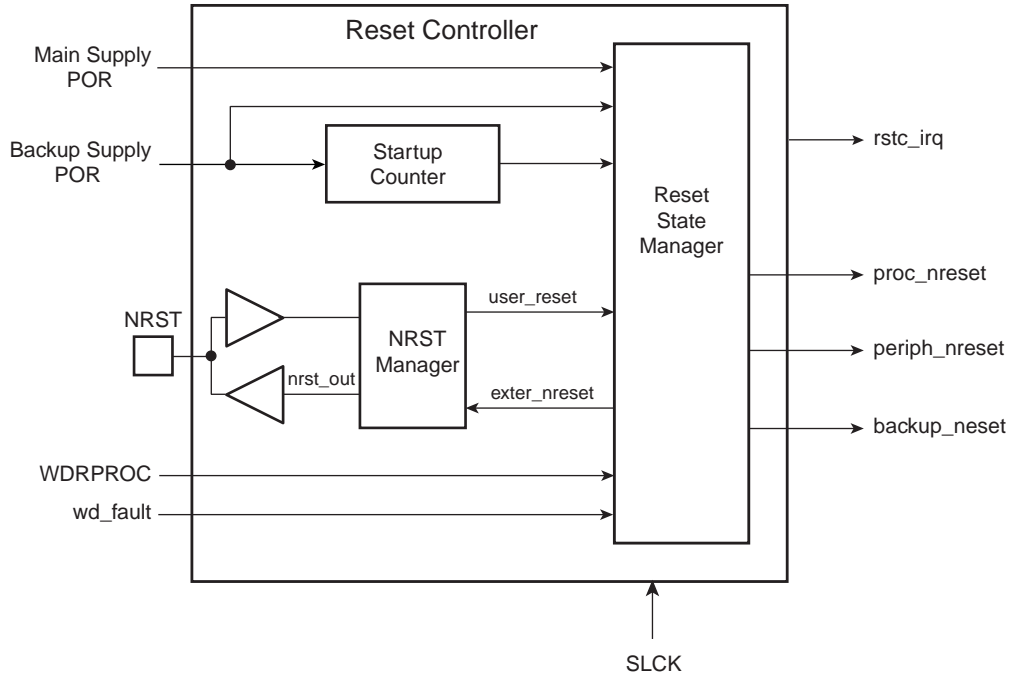 Reset Controller
Main Supply
POR
Backup Supply
POR
Startup
Counter
rstc_irq
Reset
State
Manager
proc_nreset
user_reset
NRST
NRST
Manager
periph_nreset
nrst_out
exter_nreset
backup_neset
WDRPROC
wd_fault
SLCK